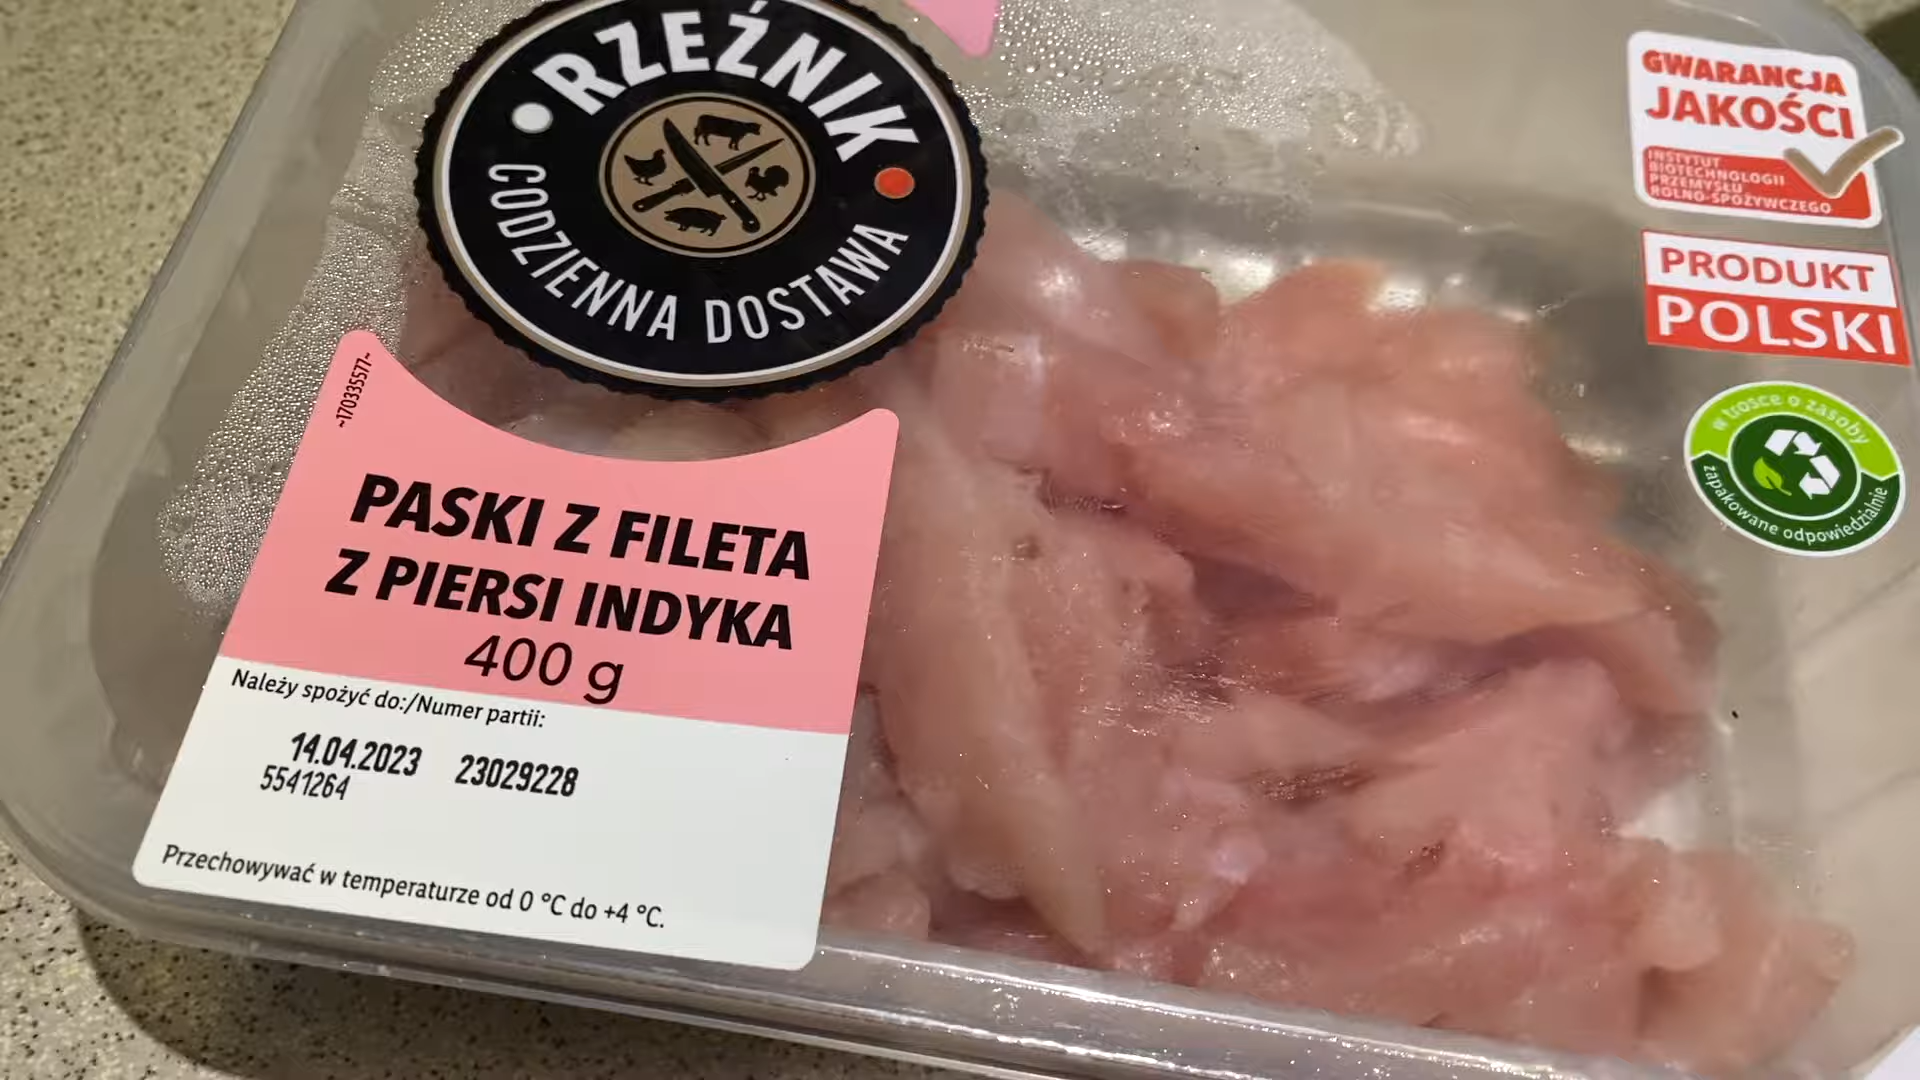 RZEŹNIK
CODZIENNA DOSTAWA
~170335577~
PASKI Z FILETA
Z PIERSI INDYKA
400 g
Należy spożyć do:/Numer partii:
14.04.2023 23029228
5541264
Przechowywać w temperaturze od 0 °C do +4 °C.
GWARANCJA
JAKOŚCI
INSTYTUT
BIOTECHNOLOGII
PRZEMYSŁU
ROLNO-SPOŻYWCZEGO
PRODUKT
POLSKI
w trosce o zasoby
zapakowane odpowiedzialnie